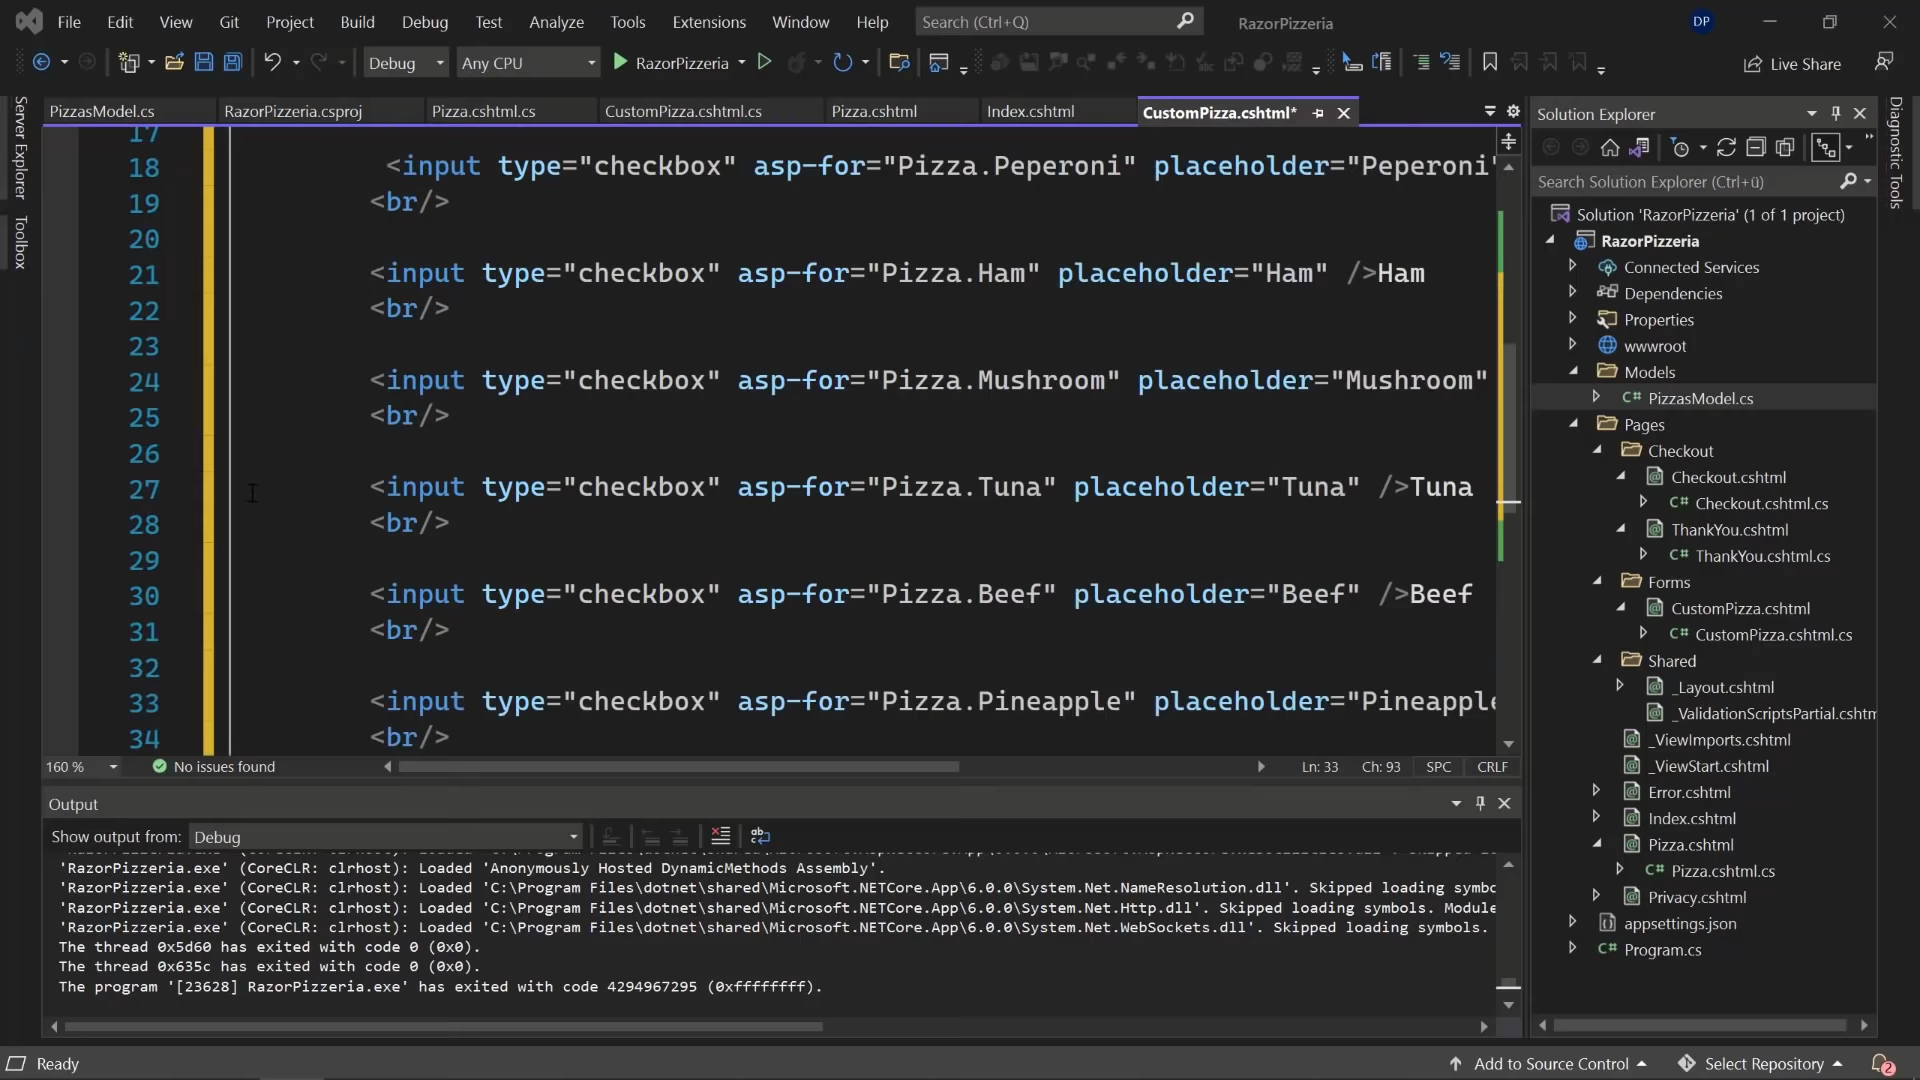 File Edit View Git Project Build Debug Test Analyze Tools Extensions Window Help Search (Ctrl+Q) RazorPizzeria DP
Debug Any CPU RazorPizzeria Live Share
PizzasModel.cs RazorPizzeria.csproj Pizza.cshtml.cs CustomPizza.cshtml.cs Pizza.cshtml Index.cshtml CustomPizza.cshtml*
Server Explorer
Toolbox
17
18 <input type="checkbox" asp-for="Pizza.Peperoni" placeholder="Peperoni"
19 <br/>
20
21 <input type="checkbox" asp-for="Pizza.Ham" placeholder="Ham" />Ham
22 <br/>
23
24 <input type="checkbox" asp-for="Pizza.Mushroom" placeholder="Mushroom"
25 <br/>
26
27 <input type="checkbox" asp-for="Pizza.Tuna" placeholder="Tuna" />Tuna
28 <br/>
29
30 <input type="checkbox" asp-for="Pizza.Beef" placeholder="Beef" />Beef
31 <br/>
32
33 <input type="checkbox" asp-for="Pizza.Pineapple" placeholder="Pineapple
34 <br/>
160 % No issues found Ln: 33 Ch: 93 SPC CRLF
Output
Show output from: Debug
'RazorPizzeria.exe' (CoreCLR: clrhost): Loaded 'Anonymously Hosted DynamicMethods Assembly'.
'RazorPizzeria.exe' (CoreCLR: clrhost): Loaded 'C:\Program Files\dotnet\shared\Microsoft.NETCore.App\6.0.0\System.Net.NameResolution.dll'. Skipped loading symbo
'RazorPizzeria.exe' (CoreCLR: clrhost): Loaded 'C:\Program Files\dotnet\shared\Microsoft.NETCore.App\6.0.0\System.Net.Http.dll'. Skipped loading symbols. Module
'RazorPizzeria.exe' (CoreCLR: clrhost): Loaded 'C:\Program Files\dotnet\shared\Microsoft.NETCore.App\6.0.0\System.Net.WebSockets.dll'. Skipped loading symbols.
The thread 0x5d60 has exited with code 0 (0x0).
The thread 0x635c has exited with code 0 (0x0).
The program '[23628] RazorPizzeria.exe' has exited with code 4294967295 (0xffffffff).
Solution Explorer
Search Solution Explorer (Ctrl+ü)
Solution 'RazorPizzeria' (1 of 1 project)
RazorPizzeria
Connected Services
Dependencies
Properties
wwwroot
Models
C# PizzasModel.cs
Pages
Checkout
Checkout.cshtml
C# Checkout.cshtml.cs
ThankYou.cshtml
C# ThankYou.cshtml.cs
Forms
CustomPizza.cshtml
C# CustomPizza.cshtml.cs
Shared
_Layout.cshtml
_ValidationScriptsPartial.cshtm
_ViewImports.cshtml
_ViewStart.cshtml
Error.cshtml
Index.cshtml
Pizza.cshtml
C# Pizza.cshtml.cs
Privacy.cshtml
appsettings.json
C# Program.cs
Diagnostic Tools
Ready Add to Source Control Select Repository 2